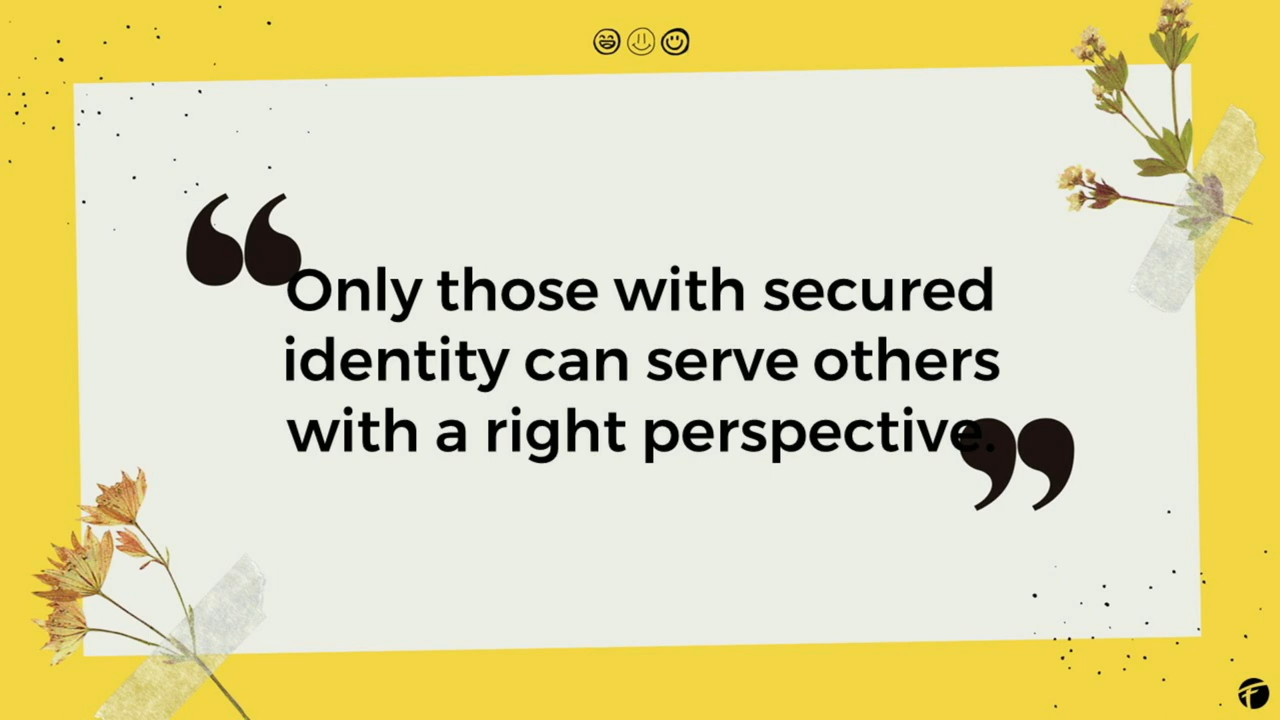 Only those with secured
identity can serve others
with a right perspective.